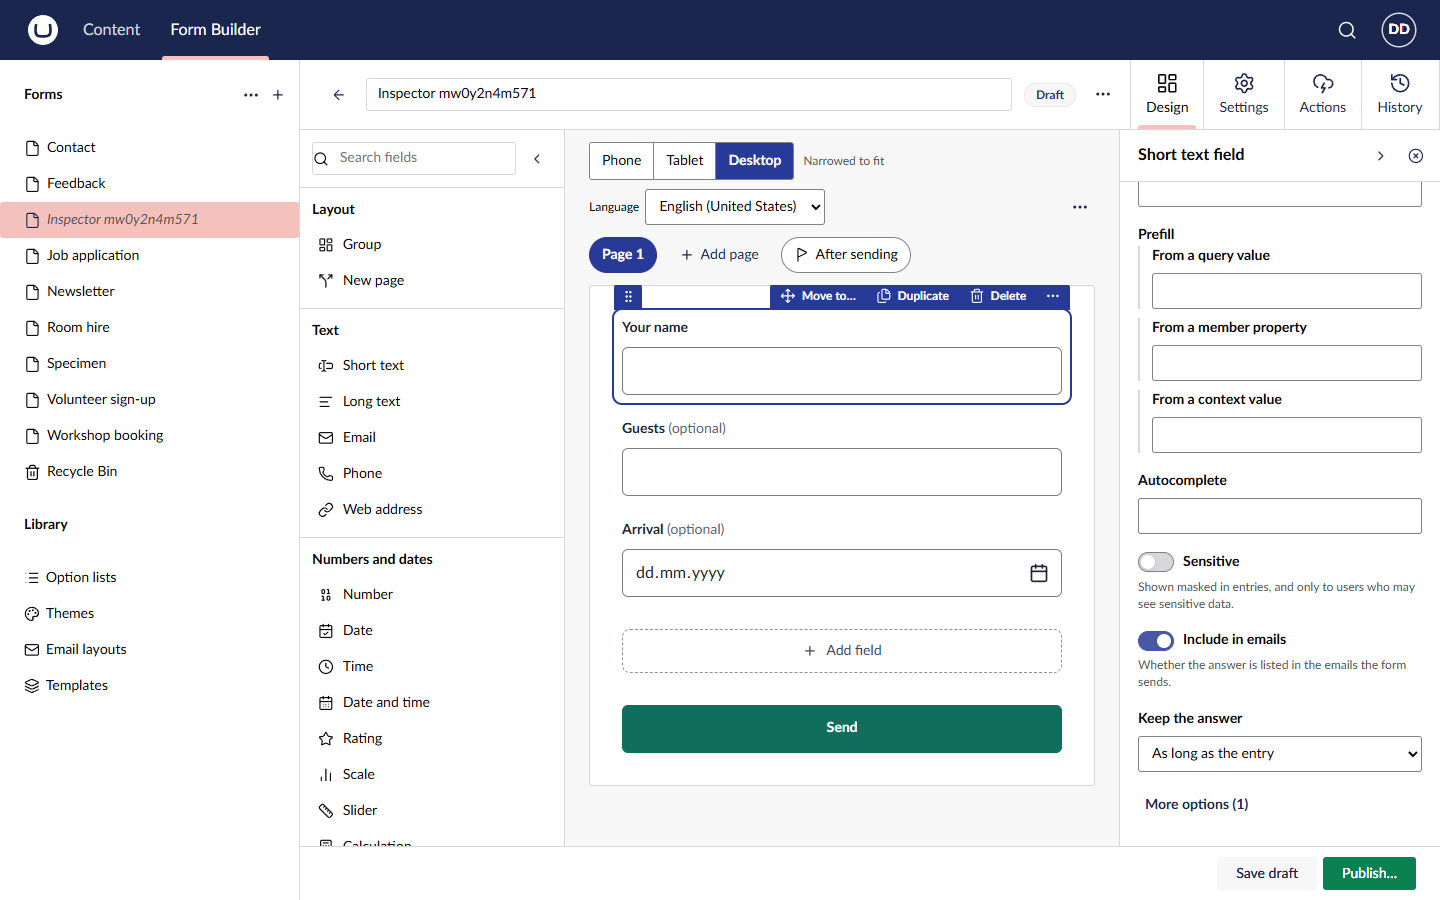 Content
Form Builder
DD
Forms
Contact
Feedback
Inspector mw0y2n4m571
Job application
Newsletter
Room hire
Specimen
Volunteer sign-up
Workshop booking
Recycle Bin
Library
Option lists
Themes
Email layouts
Templates
Inspector mw0y2n4m571
Draft
Design
Settings
Actions
History
Search fields
Layout
Group
New page
Text
Short text
Long text
Email
Phone
Web address
Numbers and dates
Number
Date
Time
Date and time
Rating
Scale
Slider
Calculation
Phone
Tablet
Desktop
Narrowed to fit
Language
English (United States)
Page 1
Add page
After sending
Move to...
Duplicate
Delete
Your name
Guests (optional)
Arrival (optional)
dd.mm.yyyy
Add field
Send
Short text field
Prefill
From a query value
From a member property
From a context value
Autocomplete
Sensitive
Shown masked in entries, and only to users who may
see sensitive data.
Include in emails
Whether the answer is listed in the emails the form
sends.
Keep the answer
As long as the entry
More options (1)
Save draft
Publish...